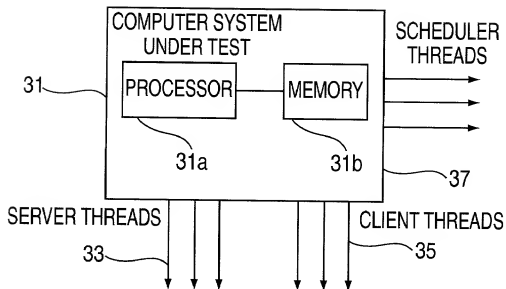 COMPUTER SYSTEM
UNDER TEST
SCHEDULER
THREADS
PROCESSOR
MEMORY
31
31a
31b
37
SERVER THREADS
CLIENT THREADS
33
35